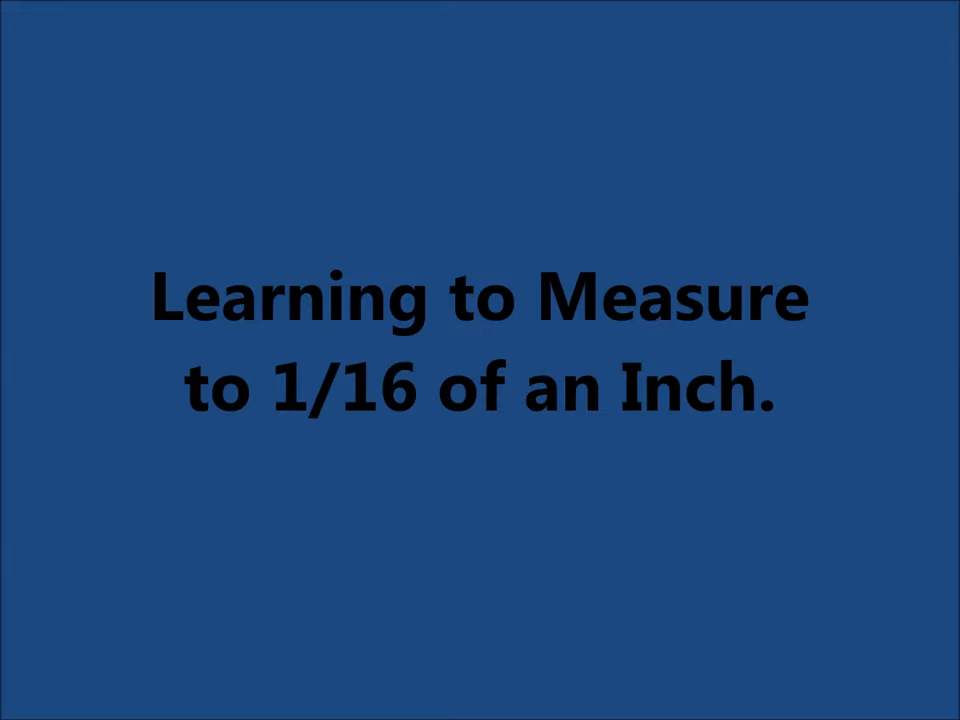 Learning to Measure
to 1/16 of an Inch.